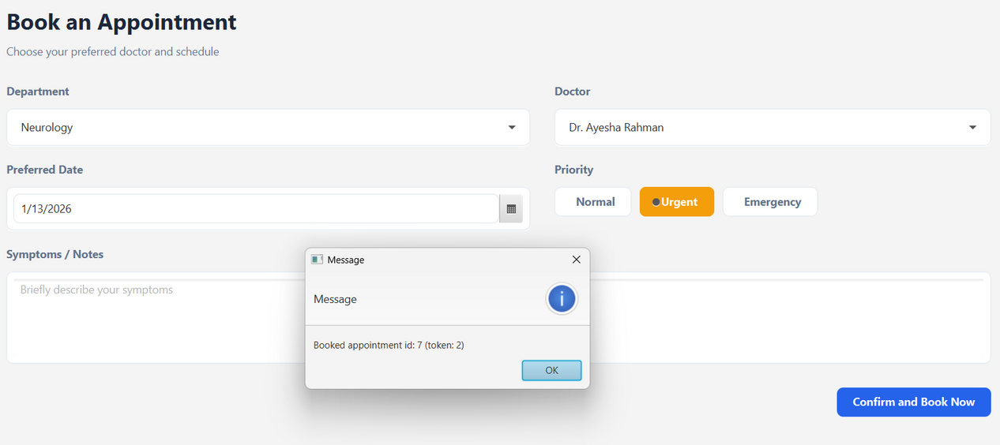 Book an Appointment
Choose your preferred doctor and schedule
Department
Doctor
Neurology
Dr. Ayesha Rahman
Preferred Date
Priority
1/13/2026
Normal
Urgent
Emergency
Symptoms / Notes
Briefly describe your symptoms
Message
Message
Booked appointment id: 7 (token: 2)
OK
Confirm and Book Now